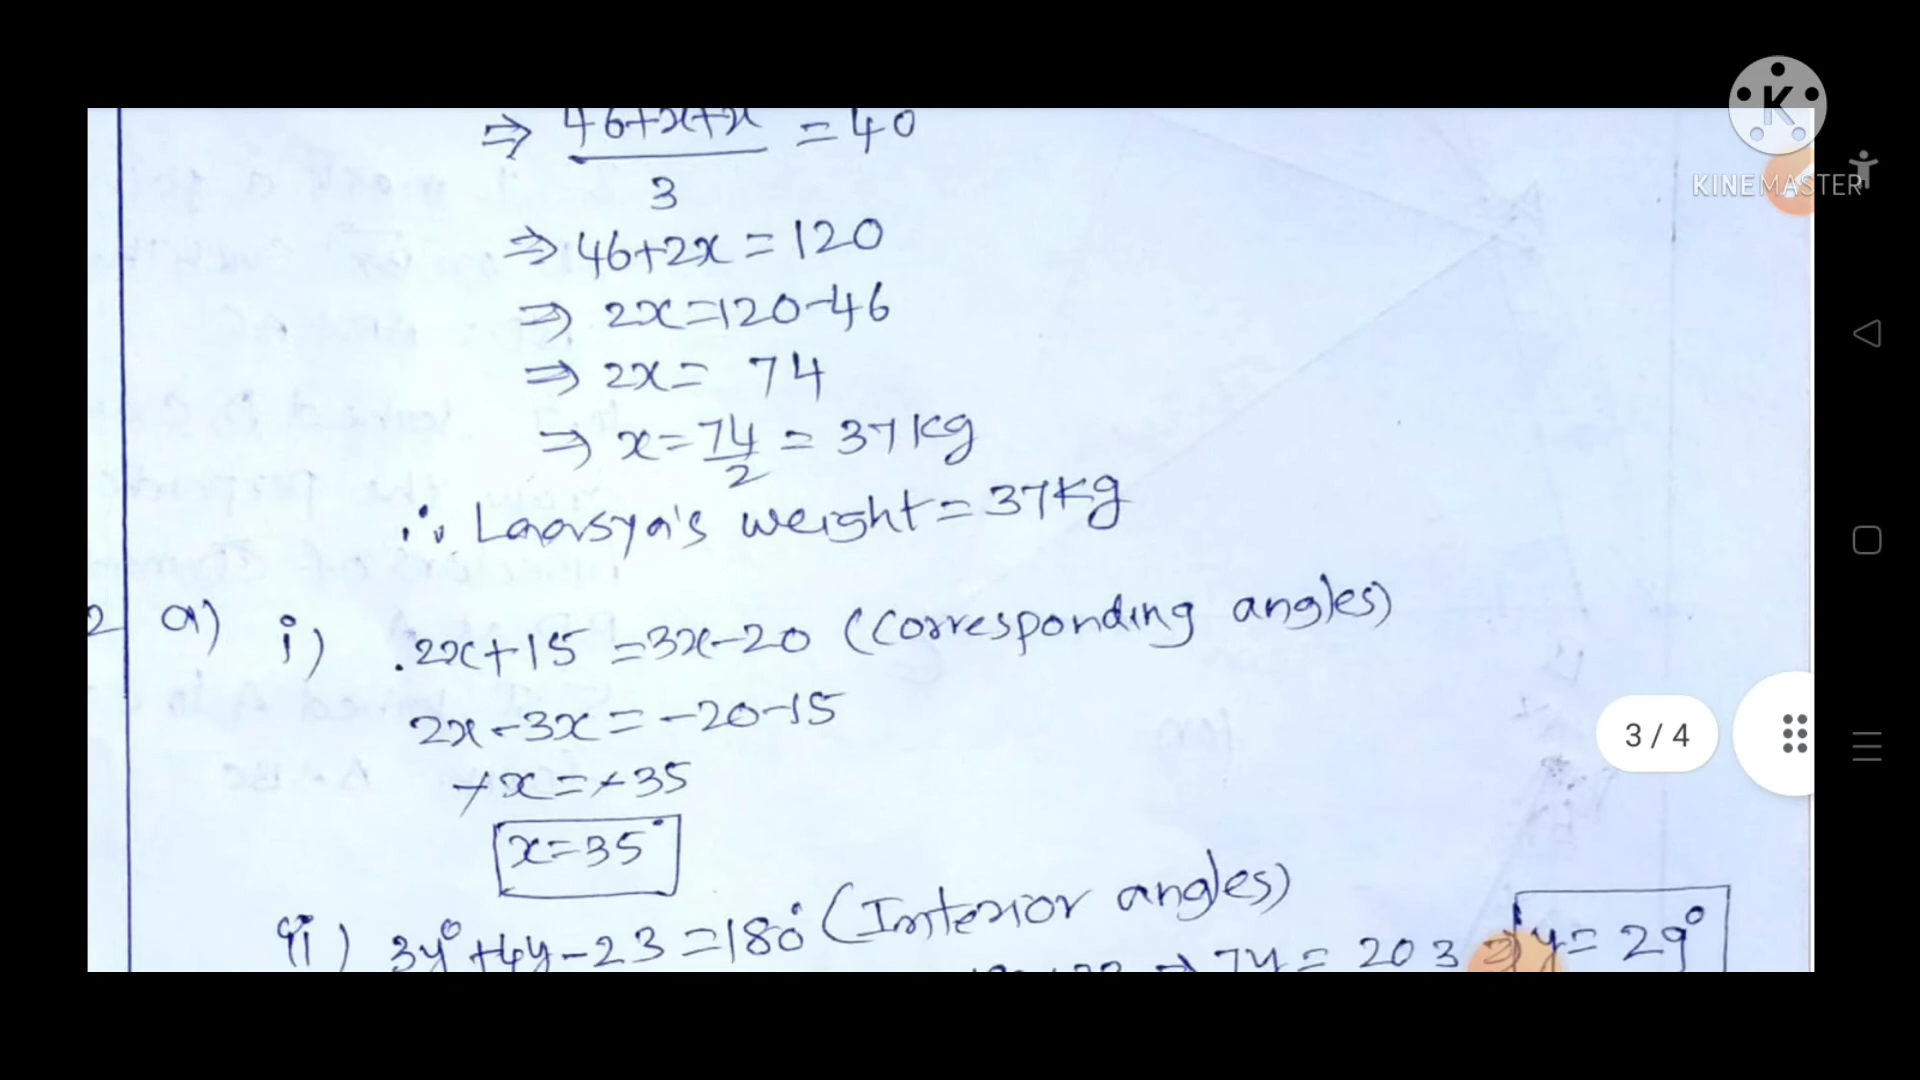 ⇒ 46+x+x = 40
3
⇒ 46+2x = 120
⇒ 2x = 120-46
⇒ 2x = 74
⇒ x = 74/2 = 37 kg
∴ Laasya's weight = 37 kg
2 a) i) 2x+15 = 3x-20 (Corresponding angles)
2x-3x = -20-15
-x = -35
x = 35°
ii) 3y°+4y-23 = 180° (Interior angles)
⇒ 7y = 203 y = 29°
K
KINEMASTER
3 / 4